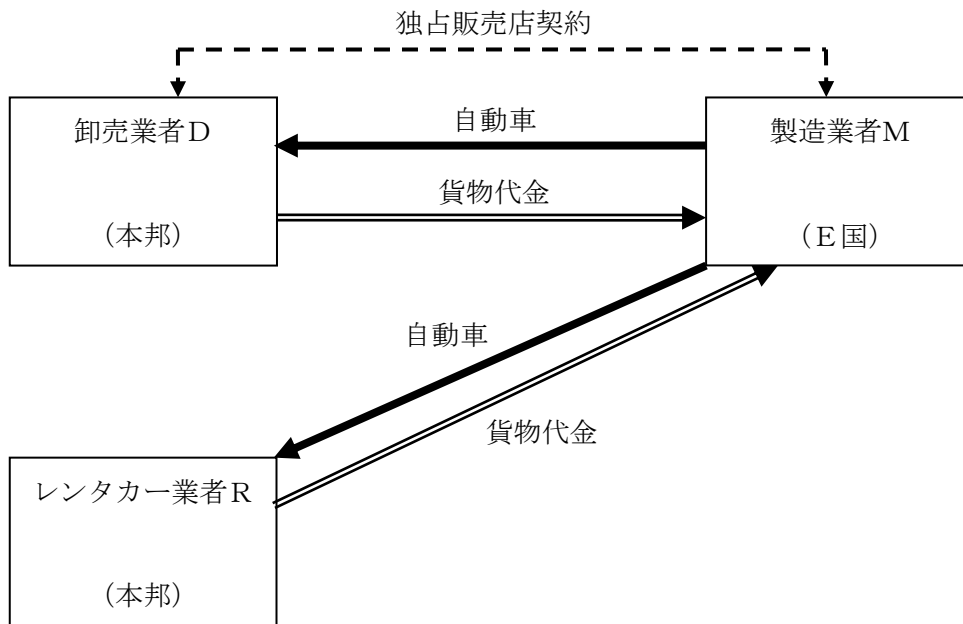 独占販売店契約
卸売業者D
(本邦)
自動車
貨物代金
製造業者M
(E国)
自動車
貨物代金
レンタカー業者R
(本邦)